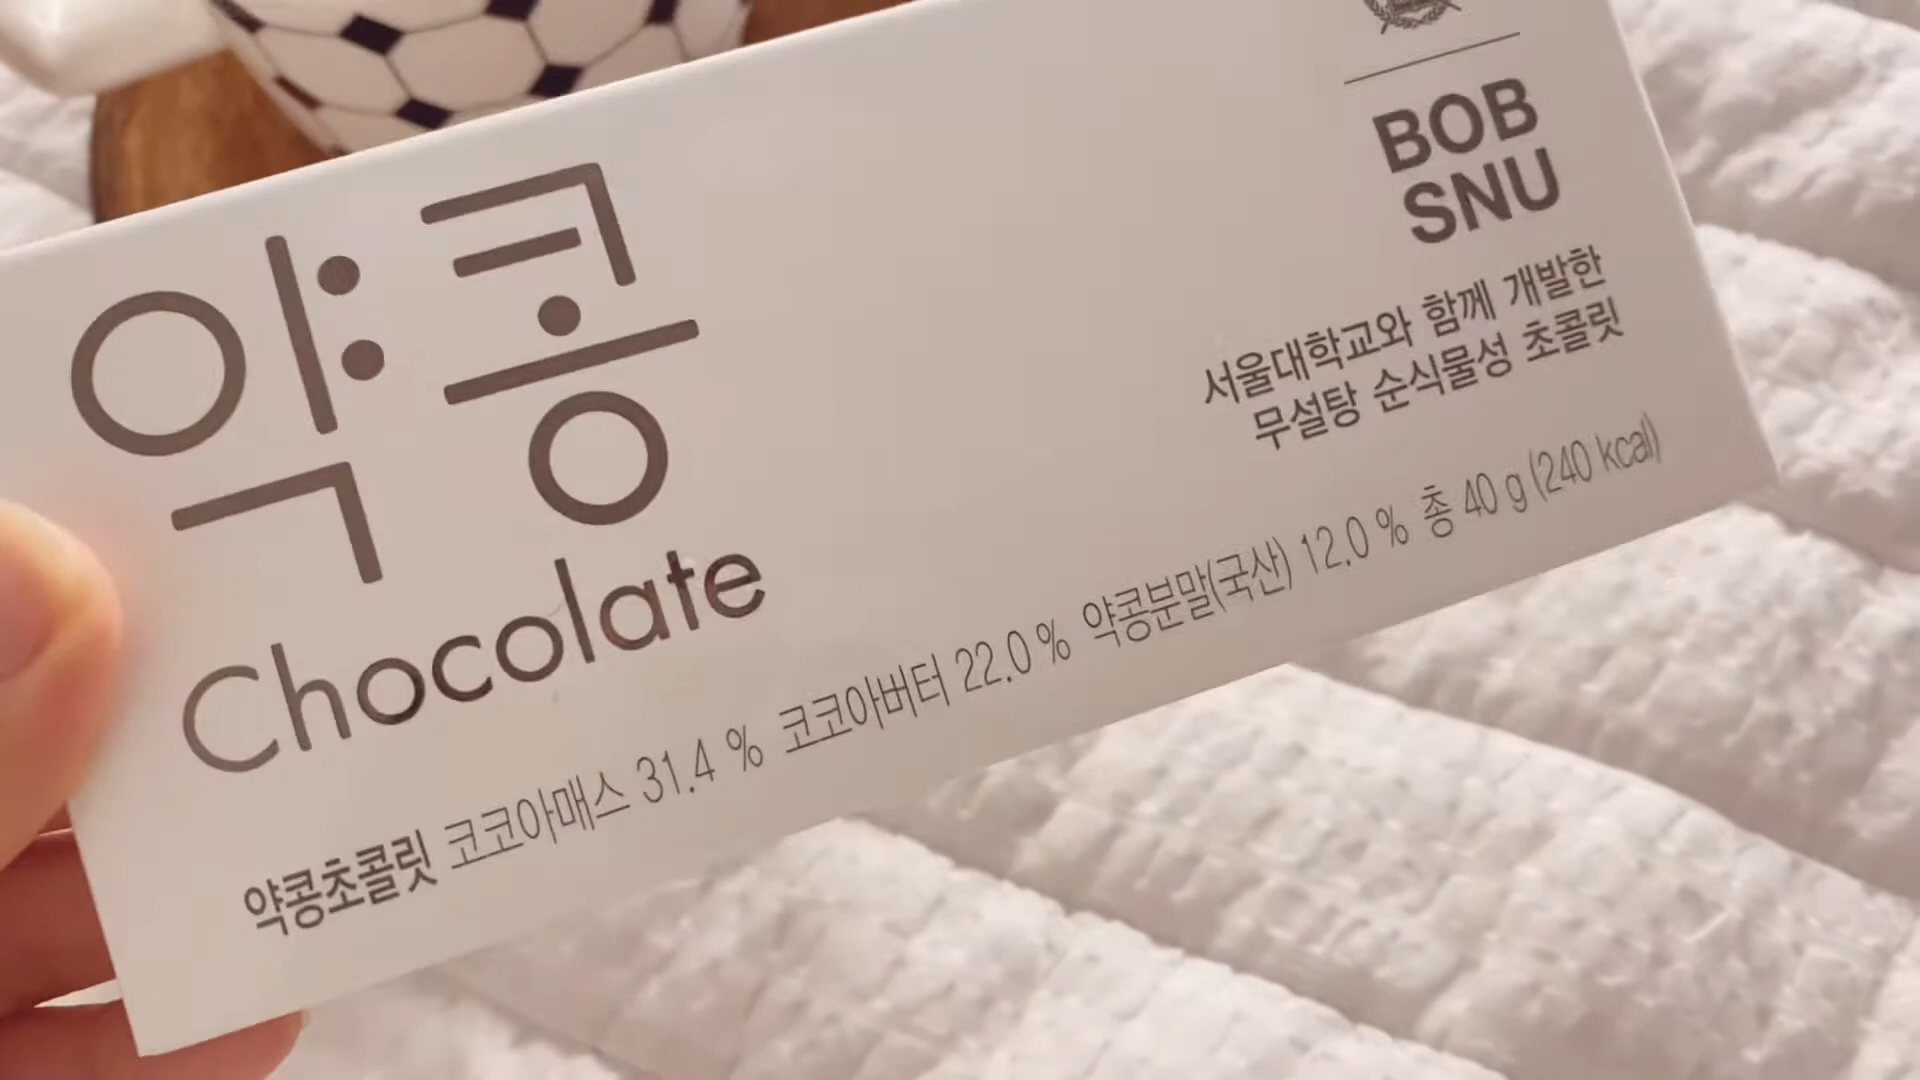 약콩
Chocolate
BOB
SNU
서울대학교와 함께 개발한
무설탕 순식물성 초콜릿
약콩초콜릿 코코아매스 31.4 % 코코아버터 22.0 % 약콩분말(국산) 12.0 % 총 40 g (240 kcal)